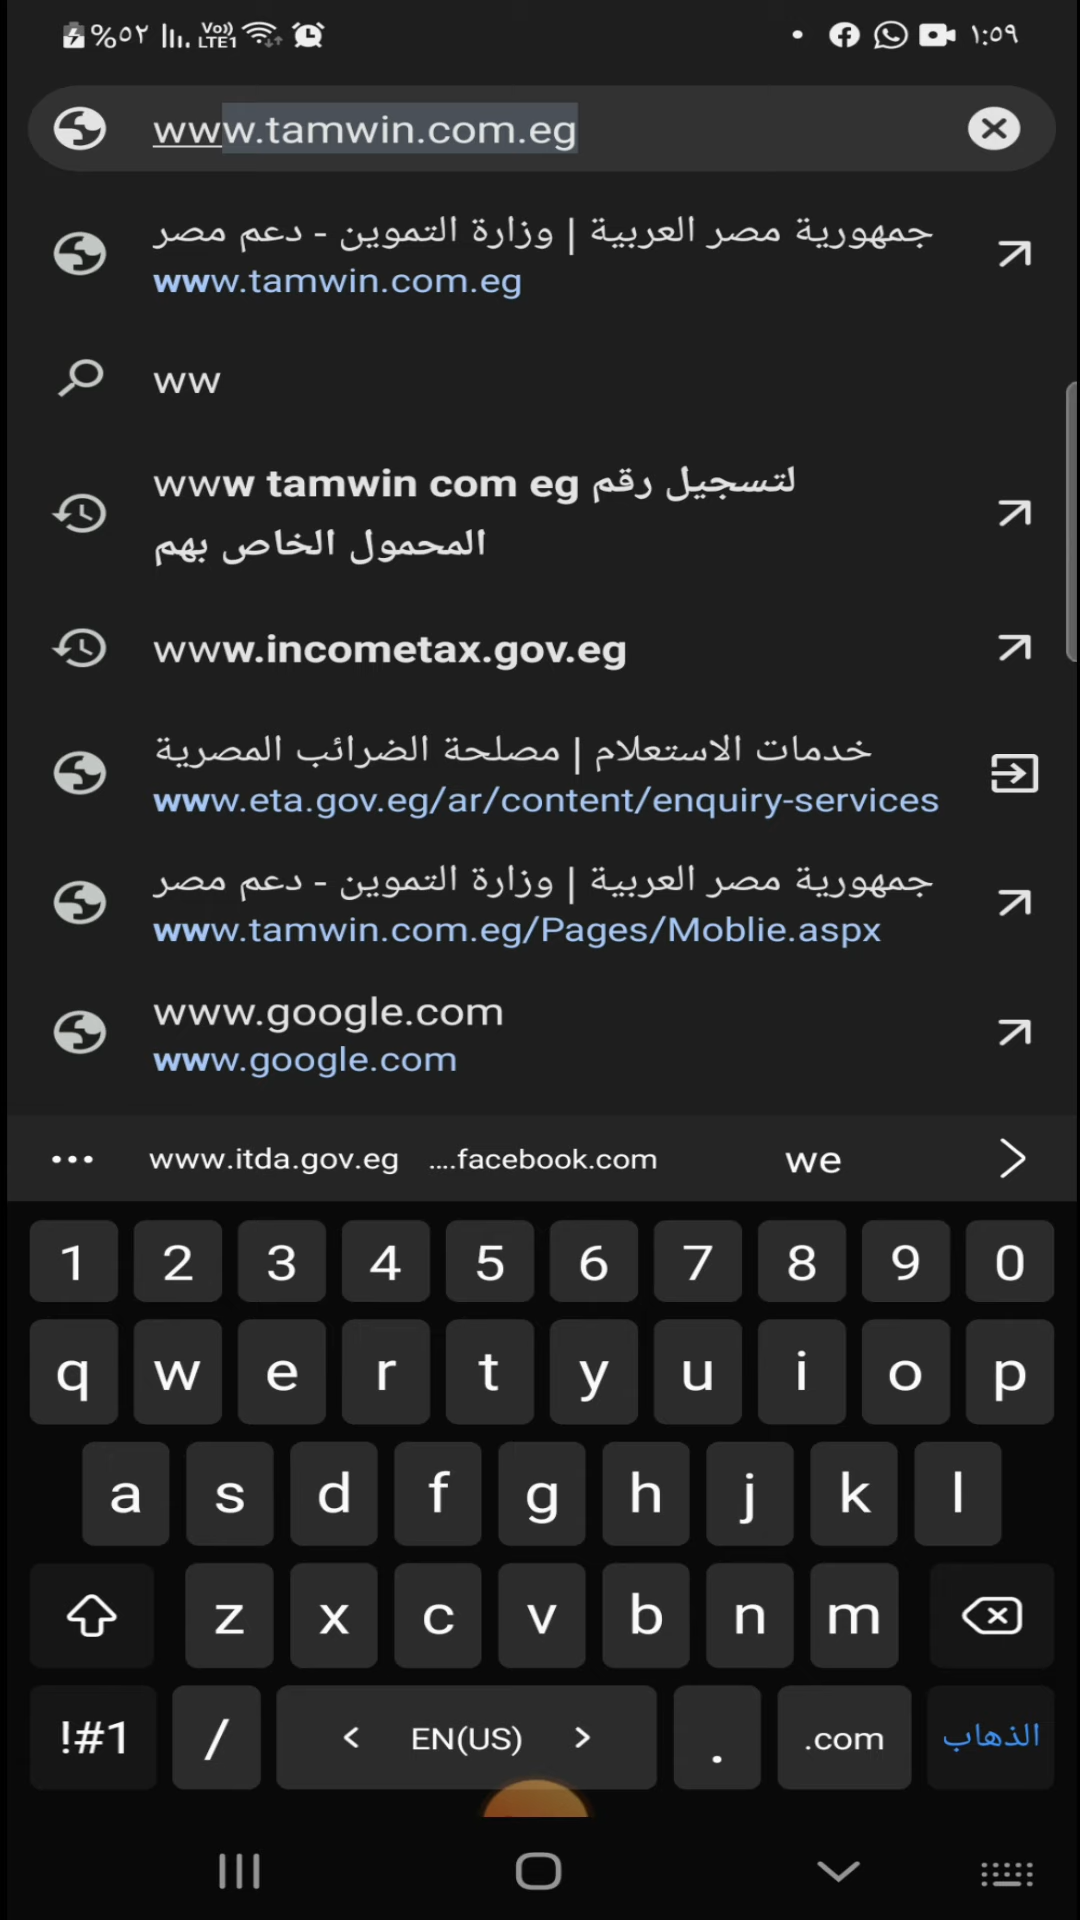 %٥٢ Vo)) LTE1 ١:٥٩
www.tamwin.com.eg
جمهورية مصر العربية | وزارة التموين - دعم مصر
www.tamwin.com.eg
ww
www tamwin com eg لتسجيل رقم
المحمول الخاص بهم
www.incometax.gov.eg
خدمات الاستعلام | مصلحة الضرائب المصرية
www.eta.gov.eg/ar/content/enquiry-services
جمهورية مصر العربية | وزارة التموين - دعم مصر
www.tamwin.com.eg/Pages/Moblie.aspx
www.google.com
www.google.com
... www.itda.gov.eg ....facebook.com we
1 2 3 4 5 6 7 8 9 0
q w e r t y u i o p
a s d f g h j k l
z x c v b n m
!#1 / < EN(US) > . .com الذهاب